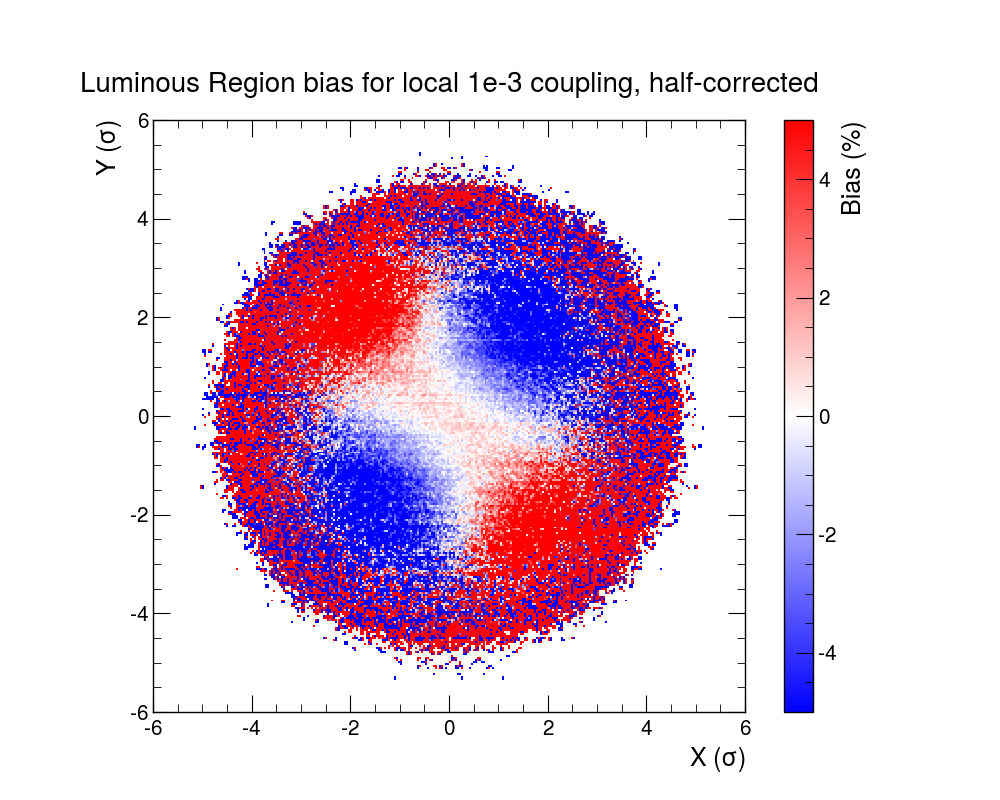 Luminous Region bias for local 1e-3 coupling, half-corrected
Y (σ)
6
4
2
0
-2
-4
-6
-6 -4 -2 0 2 4 6
X (σ)
Bias (%)
4
2
0
-2
-4